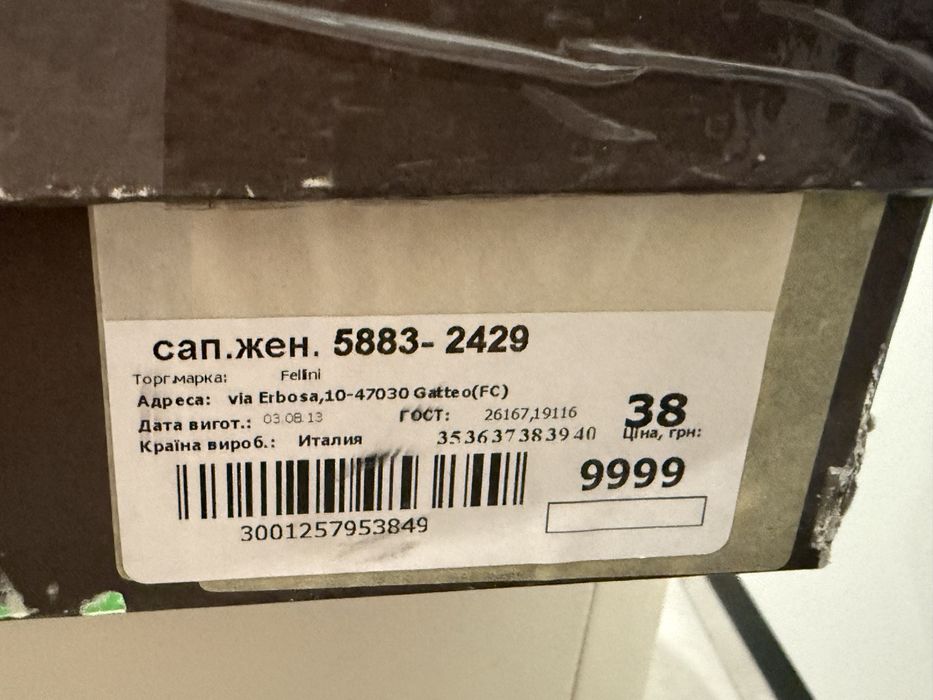 сап.жен. 5883- 2429
Торг.марка: Fellini
Адреса: via Erbosa,10-47030 Gatteo(FC)
Дата вигот.: 03.08.13 ГОСТ: 26167,19116 38
Країна вироб.: Италия 353637383940 Ціна, грн:
9999
3001257953849